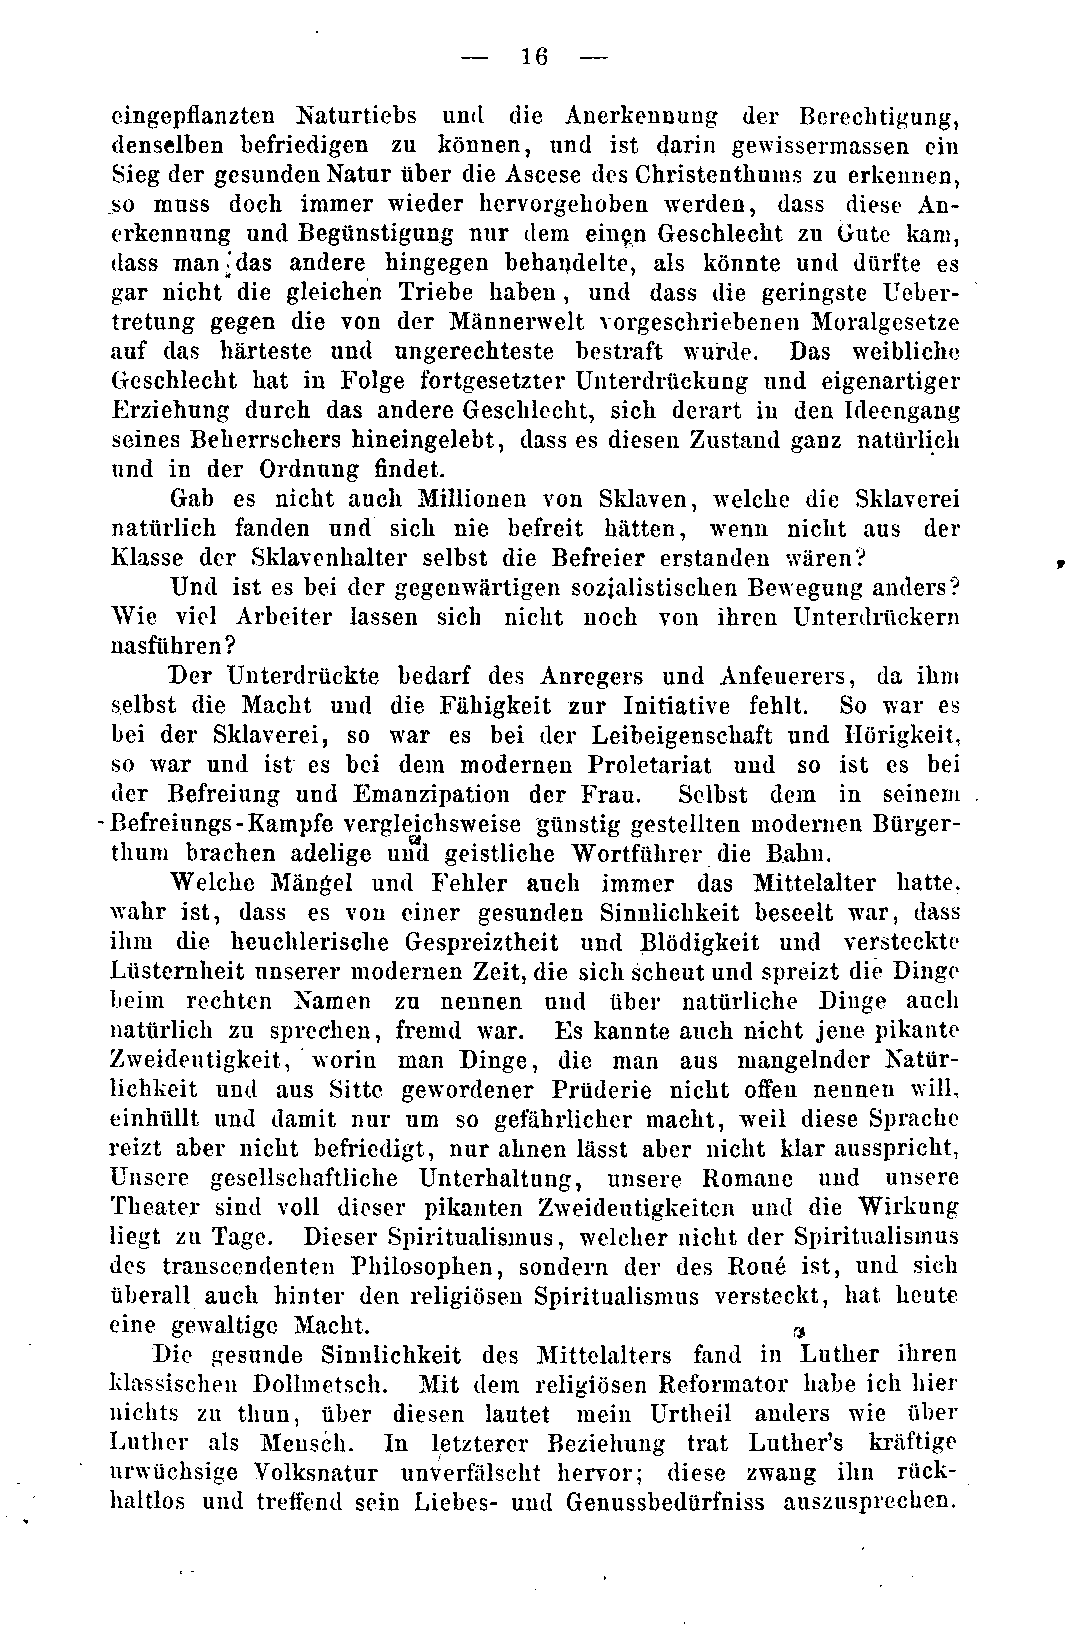 — 16 —
eingepflanzten Naturtiebs und die Anerkennung der Berechtigung,
denselben befriedigen zu können, und ist darin gewissermassen ein
Sieg der gesunden Natur über die Ascese des Christenthums zu erkennen,
so muss doch immer wieder hervorgehoben werden, dass diese An-
erkennung und Begünstigung nur dem einen Geschlecht zu Gute kam,
dass man das andere hingegen behandelte, als könnte und dürfte es
gar nicht die gleichen Triebe haben, und dass die geringste Ueber-
tretung gegen die von der Männerwelt vorgeschriebenen Moralgesetze
auf das härteste und ungerechteste bestraft wurde. Das weibliche
Geschlecht hat in Folge fortgesetzter Unterdrückung und eigenartiger
Erziehung durch das andere Geschlecht, sich derart in den Ideengang
seines Beherrschers hineingelebt, dass es diesen Zustand ganz natürlich
und in der Ordnung findet.
Gab es nicht auch Millionen von Sklaven, welche die Sklaverei
natürlich fanden und sich nie befreit hätten, wenn nicht aus der
Klasse der Sklavenhalter selbst die Befreier erstanden wären?
Und ist es bei der gegenwärtigen sozialistischen Bewegung anders?
Wie viel Arbeiter lassen sich nicht noch von ihren Unterdrückern
nasführen?
Der Unterdrückte bedarf des Anregers und Anfeuerers, da ihm
selbst die Macht und die Fähigkeit zur Initiative fehlt. So war es
bei der Sklaverei, so war es bei der Leibeigenschaft und Hörigkeit,
so war und ist es bei dem modernen Proletariat und so ist es bei
der Befreiung und Emanzipation der Frau. Selbst dem in seinem
Befreiungs-Kampfe vergleichsweise günstig gestellten modernen Bürger-
thum brachen adelige und geistliche Wortführer die Bahn.
Welche Mängel und Fehler auch immer das Mittelalter hatte,
wahr ist, dass es von einer gesunden Sinnlichkeit beseelt war, dass
ihm die heuchlerische Gespreiztheit und Blödigkeit und versteckte
Lüsternheit unserer modernen Zeit, die sich scheut und spreizt die Dinge
beim rechten Namen zu nennen und über natürliche Dinge auch
natürlich zu sprechen, fremd war. Es kannte auch nicht jene pikante
Zweideutigkeit, worin man Dinge, die man aus mangelnder Natür-
lichkeit und aus Sitte gewordener Prüderie nicht offen nennen will,
einhüllt und damit nur um so gefährlicher macht, weil diese Sprache
reizt aber nicht befriedigt, nur ahnen lässt aber nicht klar ausspricht,
Unsere gesellschaftliche Unterhaltung, unsere Romane und unsere
Theater sind voll dieser pikanten Zweideutigkeiten und die Wirkung
liegt zu Tage. Dieser Spiritualismus, welcher nicht der Spiritualismus
des transcendenten Philosophen, sondern der des Roué ist, und sich
überall auch hinter den religiösen Spiritualismus versteckt, hat heute
eine gewaltige Macht.
Die gesunde Sinnlichkeit des Mittelalters fand in Luther ihren
klassischen Dollmetsch. Mit dem religiösen Reformator habe ich hier
nichts zu thun, über diesen lautet mein Urtheil anders wie über
Luther als Mensch. In letzterer Beziehung trat Luther's kräftige
urwüchsige Volksnatur unverfälscht hervor; diese zwang ihn rück-
haltlos und treffend sein Liebes- und Genussbedürfniss auszusprechen.